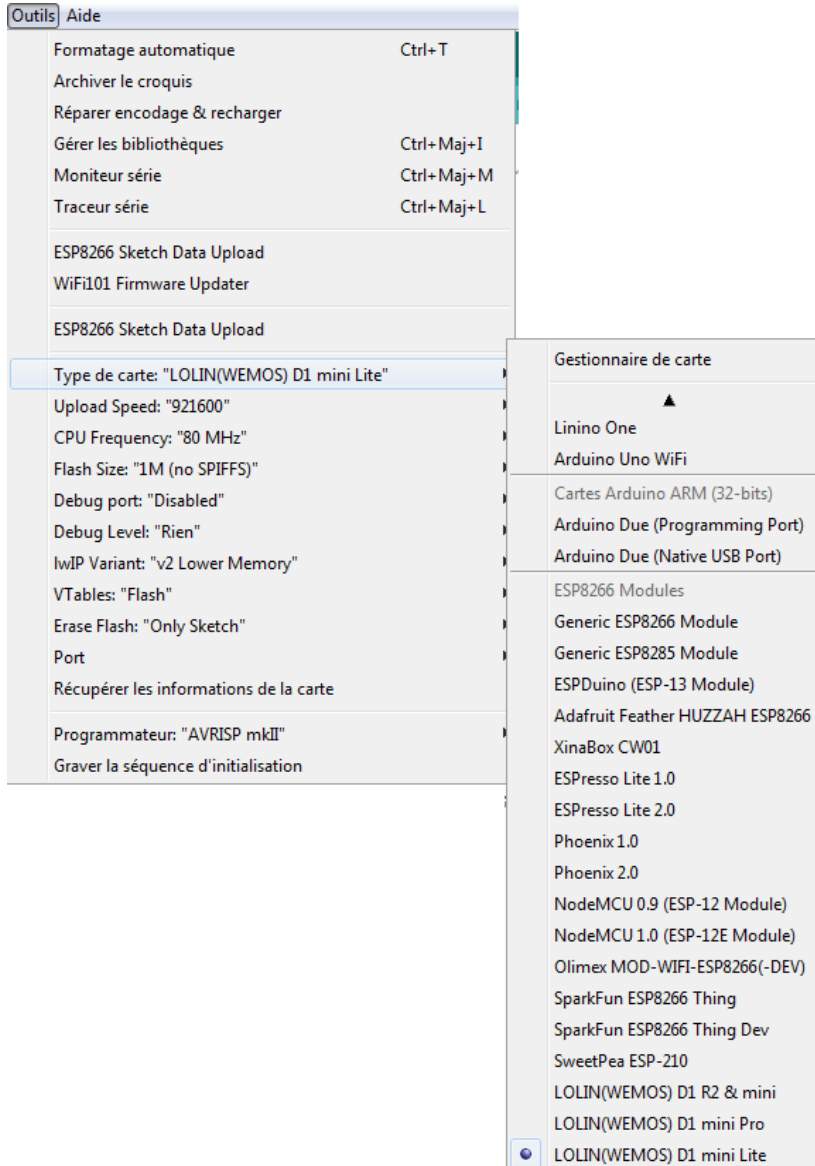 Outils Aide
Formatage automatique Ctrl+T
Archiver le croquis
Réparer encodage & recharger
Gérer les bibliothèques Ctrl+Maj+I
Moniteur série Ctrl+Maj+M
Traceur série Ctrl+Maj+L
ESP8266 Sketch Data Upload
WiFi101 Firmware Updater
ESP8266 Sketch Data Upload
Type de carte: "LOLIN(WEMOS) D1 mini Lite"
Upload Speed: "921600"
CPU Frequency: "80 MHz"
Flash Size: "1M (no SPIFFS)"
Debug port: "Disabled"
Debug Level: "Rien"
lwIP Variant: "v2 Lower Memory"
VTables: "Flash"
Erase Flash: "Only Sketch"
Port
Récupérer les informations de la carte
Programmateur: "AVRISP mkII"
Graver la séquence d'initialisation
Gestionnaire de carte
Linino One
Arduino Uno WiFi
Cartes Arduino ARM (32-bits)
Arduino Due (Programming Port)
Arduino Due (Native USB Port)
ESP8266 Modules
Generic ESP8266 Module
Generic ESP8285 Module
ESPDuino (ESP-13 Module)
Adafruit Feather HUZZAH ESP8266
XinaBox CW01
ESPresso Lite 1.0
ESPresso Lite 2.0
Phoenix 1.0
Phoenix 2.0
NodeMCU 0.9 (ESP-12 Module)
NodeMCU 1.0 (ESP-12E Module)
Olimex MOD-WIFI-ESP8266(-DEV)
SparkFun ESP8266 Thing
SparkFun ESP8266 Thing Dev
SweetPea ESP-210
LOLIN(WEMOS) D1 R2 & mini
LOLIN(WEMOS) D1 mini Pro
LOLIN(WEMOS) D1 mini Lite